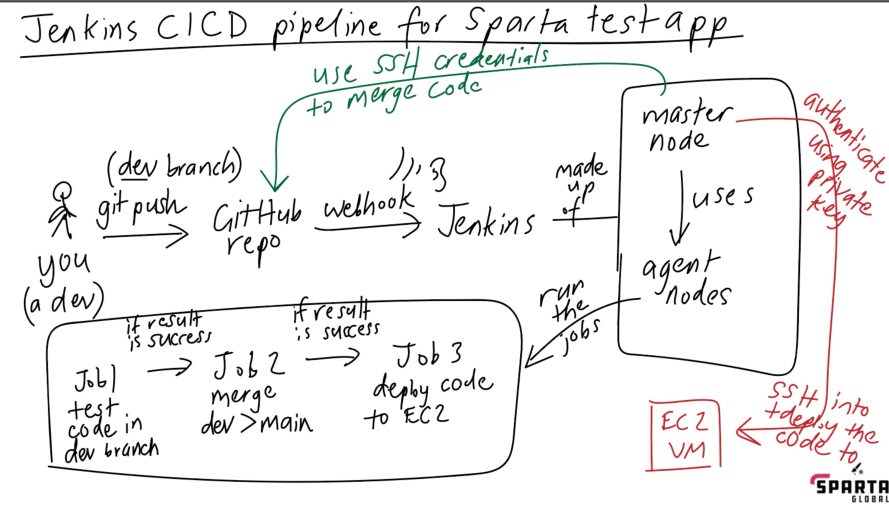 Jenkins CICD pipeline for Sparta test app
use SSH credentials
to merge code
master
node
uses
agent
nodes
authenticate
using
private
key
(dev branch)
git push
you
(a dev)
GitHub
repo
webhook
Jenkins
made
up
of
run
the
jobs
if result
is success
if result
is success
Job 1
test
code in
dev branch
Job 2
merge
dev > main
Job 3
deploy code
to EC2
EC2
VM
SSH into
+ deploy the
code to
SPARTA
GLOBAL